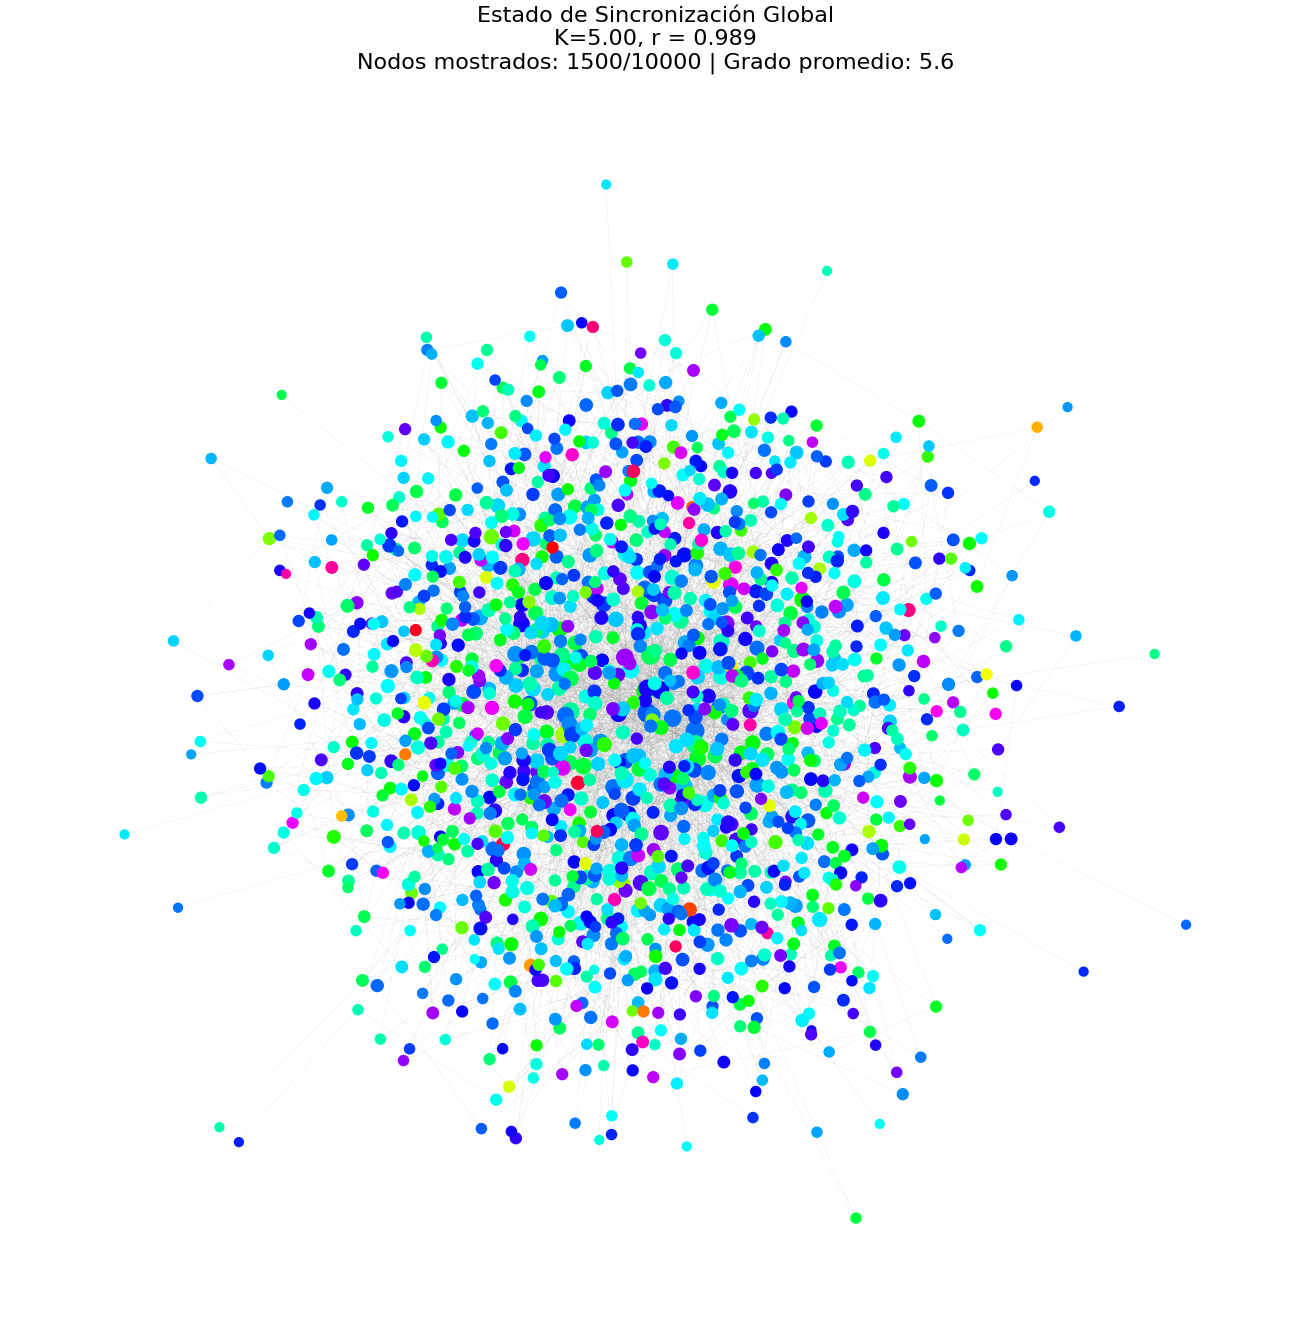 Estado de Sincronización Global
K=5.00, r = 0.989
Nodos mostrados: 1500/10000 | Grado promedio: 5.6